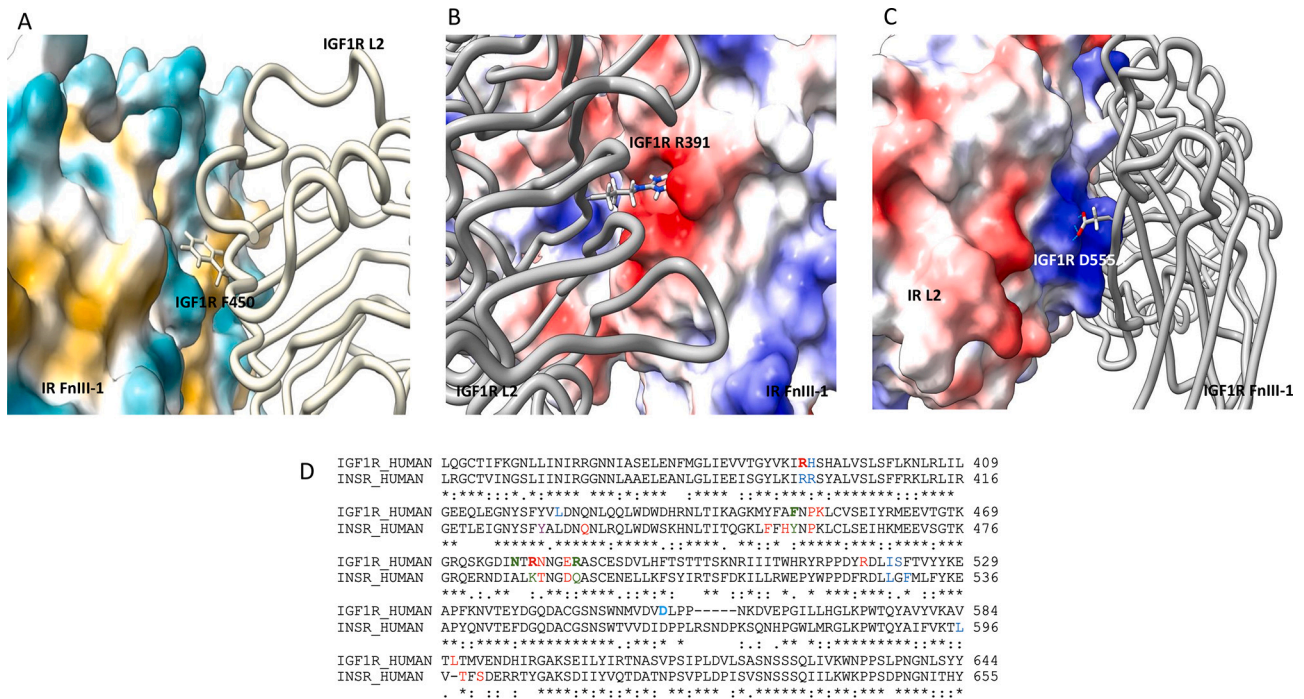 A
B
C
IGF1R L2
IGF1R F450
IR FnIII-1
IGF1R R391
IGF1R L2
IR FnIII-1
IGF1R D555
IR L2
IGF1R FnIII-1
D
IGF1R_HUMAN LQGCTIFKGNLLINIRRGNNIASELENFMGLIEVVTGYVKIRHSHALVSLSFLKNLRLIL 409
INSR_HUMAN LRGCTVINGSLIINIRGGNNLAAELEANLGLIEEISGYLKIRRSYALVSLSFFRKLRLIR 416
IGF1R_HUMAN GEEQLEGNYSFYVLDNQNLQQLWDWDHRNLTIKAGKMYFAFNPKLCVSEIYRMEEVTGTK 469
INSR_HUMAN GETLEIGNYSFYALDNQNLRQLWDWSKHNLTITQGKLFFHYNPKLCLSEIHKMEEVSGTK 476
IGF1R_HUMAN GRQSKGDINTRNNGERASCESDVLHFTSTTTSKNRIIITWHRYRPPDYRDLISFTVYYKE 529
INSR_HUMAN GRQERNDIALKTNGDQASCENELLKFSYIRTSFDKILLRWEPYWPPDFRDLLGFMLFYKE 536
IGF1R_HUMAN APFKNVTEYDGQDACGSNSWNMVDVDLPP-----NKDVEPGILLHGLKPWTQYAVYVKAV 584
INSR_HUMAN APYQNVTEFDGQDACGSNSWTVVDIDPPLRSNDPKSQNHPGWLMRGLKPWTQYAIFVKTL 596
IGF1R_HUMAN TLTMVENDHIRGAKSEILYIRTNASVPSIPLDVLSASNSSSQLIVKWNPPSLPNGNLSYY 644
INSR_HUMAN V-TFSDERRTYGAKSDIIYVQTDATNPSVPLDPISVSNSSSQIILKWKPPSDPNGNITHY 655